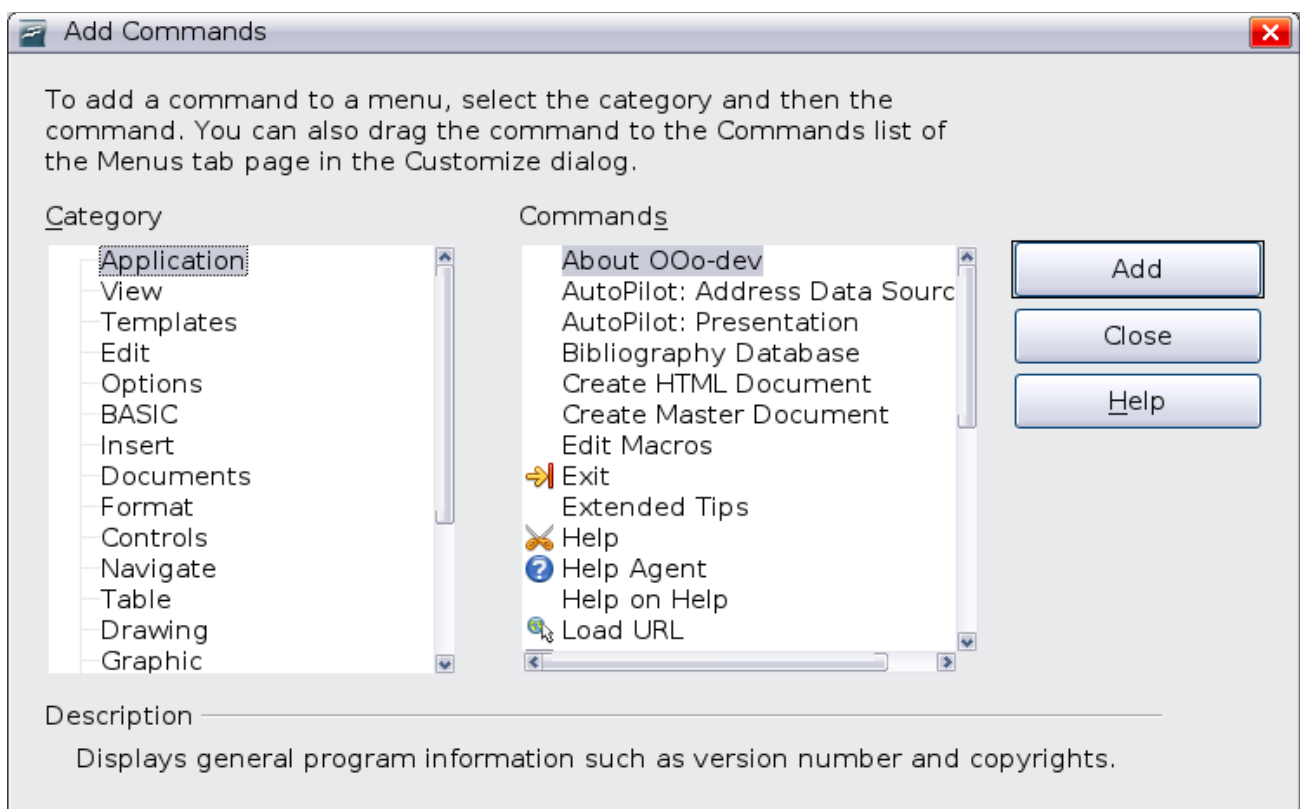 Add Commands
To add a command to a menu, select the category and then the
command. You can also drag the command to the Commands list of
the Menus tab page in the Customize dialog.
Category
Application
View
Templates
Edit
Options
BASIC
Insert
Documents
Format
Controls
Navigate
Table
Drawing
Graphic
Commands
About OOo-dev
AutoPilot: Address Data Sourc
AutoPilot: Presentation
Bibliography Database
Create HTML Document
Create Master Document
Edit Macros
Exit
Extended Tips
Help
Help Agent
Help on Help
Load URL
Add
Close
Help
Description
Displays general program information such as version number and copyrights.